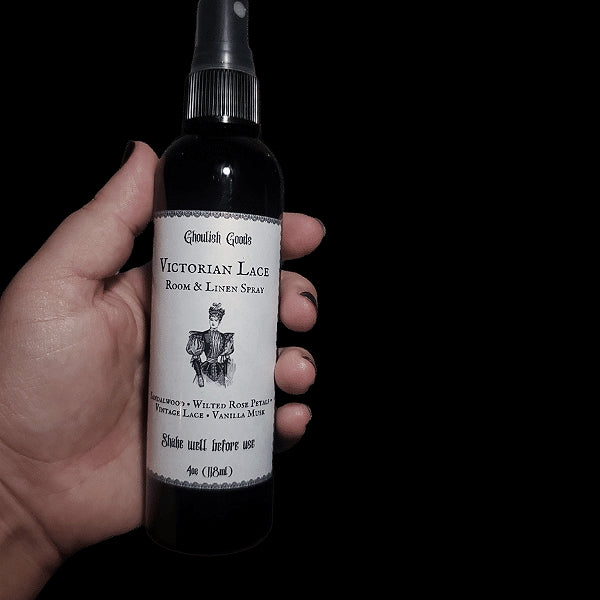 Ghoulish Goods
Victorian Lace
Room & Linen Spray
Sandalwood • Wilted Rose Petals •
Vintage Lace • Vanilla Musk
Shake well before use
4oz (118ml)